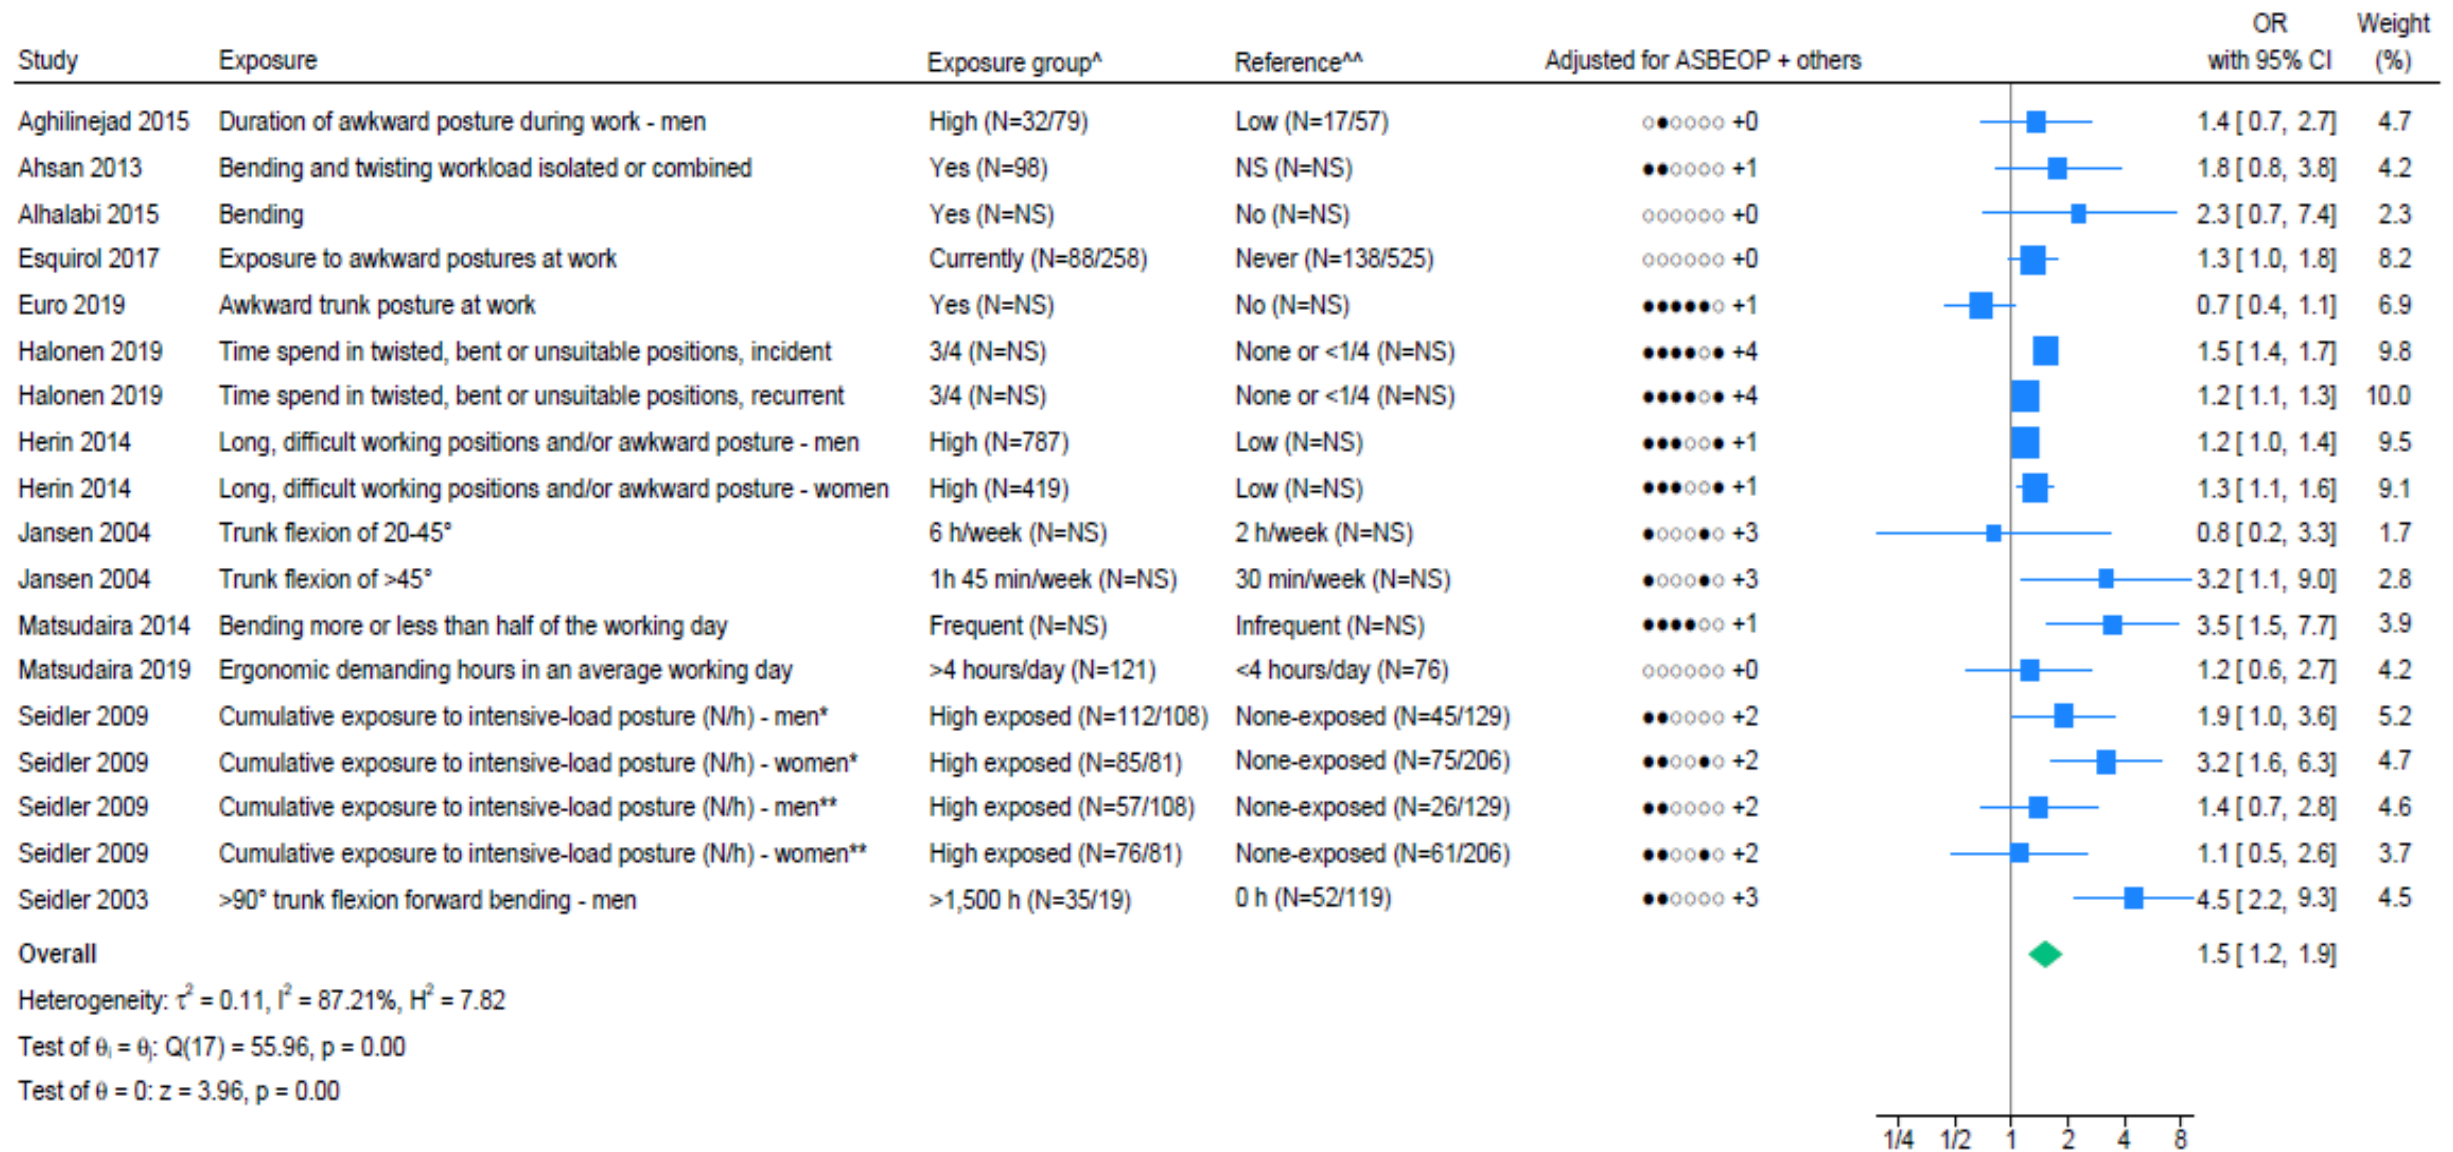 Study Exposure Exposure group^ Reference^^ Adjusted for ASBEOP + others OR with 95% CI Weight (%)
Aghilinejad 2015 Duration of awkward posture during work - men High (N=32/79) Low (N=17/57) ○●○○○○ +0 1.4 [ 0.7, 2.7] 4.7
Ahsan 2013 Bending and twisting workload isolated or combined Yes (N=98) NS (N=NS) ●●○○○○ +1 1.8 [ 0.8, 3.8] 4.2
Alhalabi 2015 Bending Yes (N=NS) No (N=NS) ○○○○○○ +0 2.3 [ 0.7, 7.4] 2.3
Esquirol 2017 Exposure to awkward postures at work Currently (N=88/258) Never (N=138/525) ○○○○○○ +0 1.3 [ 1.0, 1.8] 8.2
Euro 2019 Awkward trunk posture at work Yes (N=NS) No (N=NS) ●●●●●○ +1 0.7 [ 0.4, 1.1] 6.9
Halonen 2019 Time spend in twisted, bent or unsuitable positions, incident 3/4 (N=NS) None or <1/4 (N=NS) ●●●●○● +4 1.5 [ 1.4, 1.7] 9.8
Halonen 2019 Time spend in twisted, bent or unsuitable positions, recurrent 3/4 (N=NS) None or <1/4 (N=NS) ●●●●○● +4 1.2 [ 1.1, 1.3] 10.0
Herin 2014 Long, difficult working positions and/or awkward posture - men High (N=787) Low (N=NS) ●●●○○● +1 1.2 [ 1.0, 1.4] 9.5
Herin 2014 Long, difficult working positions and/or awkward posture - women High (N=419) Low (N=NS) ●●●○○● +1 1.3 [ 1.1, 1.6] 9.1
Jansen 2004 Trunk flexion of 20-45° 6 h/week (N=NS) 2 h/week (N=NS) ●○○○●○ +3 0.8 [ 0.2, 3.3] 1.7
Jansen 2004 Trunk flexion of >45° 1h 45 min/week (N=NS) 30 min/week (N=NS) ●○○○●○ +3 3.2 [ 1.1, 9.0] 2.8
Matsudaira 2014 Bending more or less than half of the working day Frequent (N=NS) Infrequent (N=NS) ●●●●○○ +1 3.5 [ 1.5, 7.7] 3.9
Matsudaira 2019 Ergonomic demanding hours in an average working day >4 hours/day (N=121) <4 hours/day (N=76) ○○○○○○ +0 1.2 [ 0.6, 2.7] 4.2
Seidler 2009 Cumulative exposure to intensive-load posture (N/h) - men* High exposed (N=112/108) None-exposed (N=45/129) ●●○○○○ +2 1.9 [ 1.0, 3.6] 5.2
Seidler 2009 Cumulative exposure to intensive-load posture (N/h) - women* High exposed (N=85/81) None-exposed (N=75/206) ●●○○●○ +2 3.2 [ 1.6, 6.3] 4.7
Seidler 2009 Cumulative exposure to intensive-load posture (N/h) - men** High exposed (N=57/108) None-exposed (N=26/129) ●●○○○○ +2 1.4 [ 0.7, 2.8] 4.6
Seidler 2009 Cumulative exposure to intensive-load posture (N/h) - women** High exposed (N=76/81) None-exposed (N=61/206) ●●○○●○ +2 1.1 [ 0.5, 2.6] 3.7
Seidler 2003 >90° trunk flexion forward bending - men >1,500 h (N=35/19) 0 h (N=52/119) ●●○○○○ +3 4.5 [ 2.2, 9.3] 4.5
Overall 1.5 [ 1.2, 1.9]
Heterogeneity: τ² = 0.11, I² = 87.21%, H² = 7.82
Test of θᵢ = θⱼ: Q(17) = 55.96, p = 0.00
Test of θ = 0: z = 3.96, p = 0.00
1/4 1/2 1 2 4 8